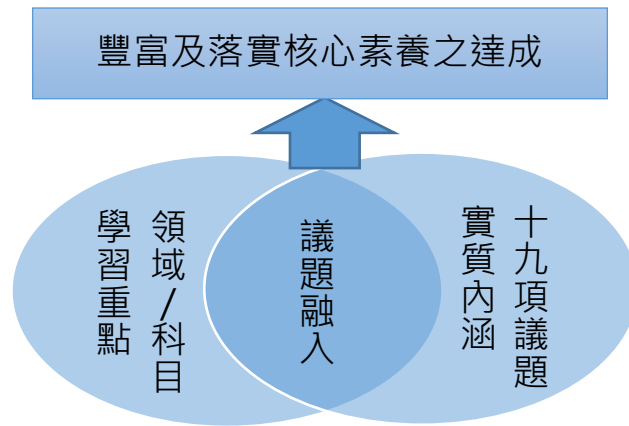 豐富及落實核心素養之達成
領域/科目
學習重點
議題融入
十九項議題
實質內涵